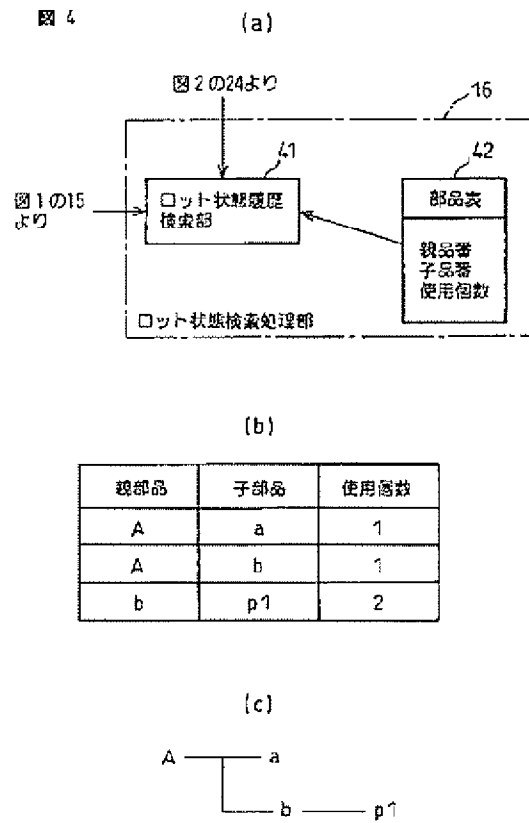 図 4
(a)
図2の24より
16
41
42
図1の15
より
ロット状態履歴
検索部
部品表
親品番
子品番
使用個数
ロット状態検索処理部
(b)
親部品 子部品 使用個数
A a 1
A b 1
b p1 2
(c)
A a
b p1